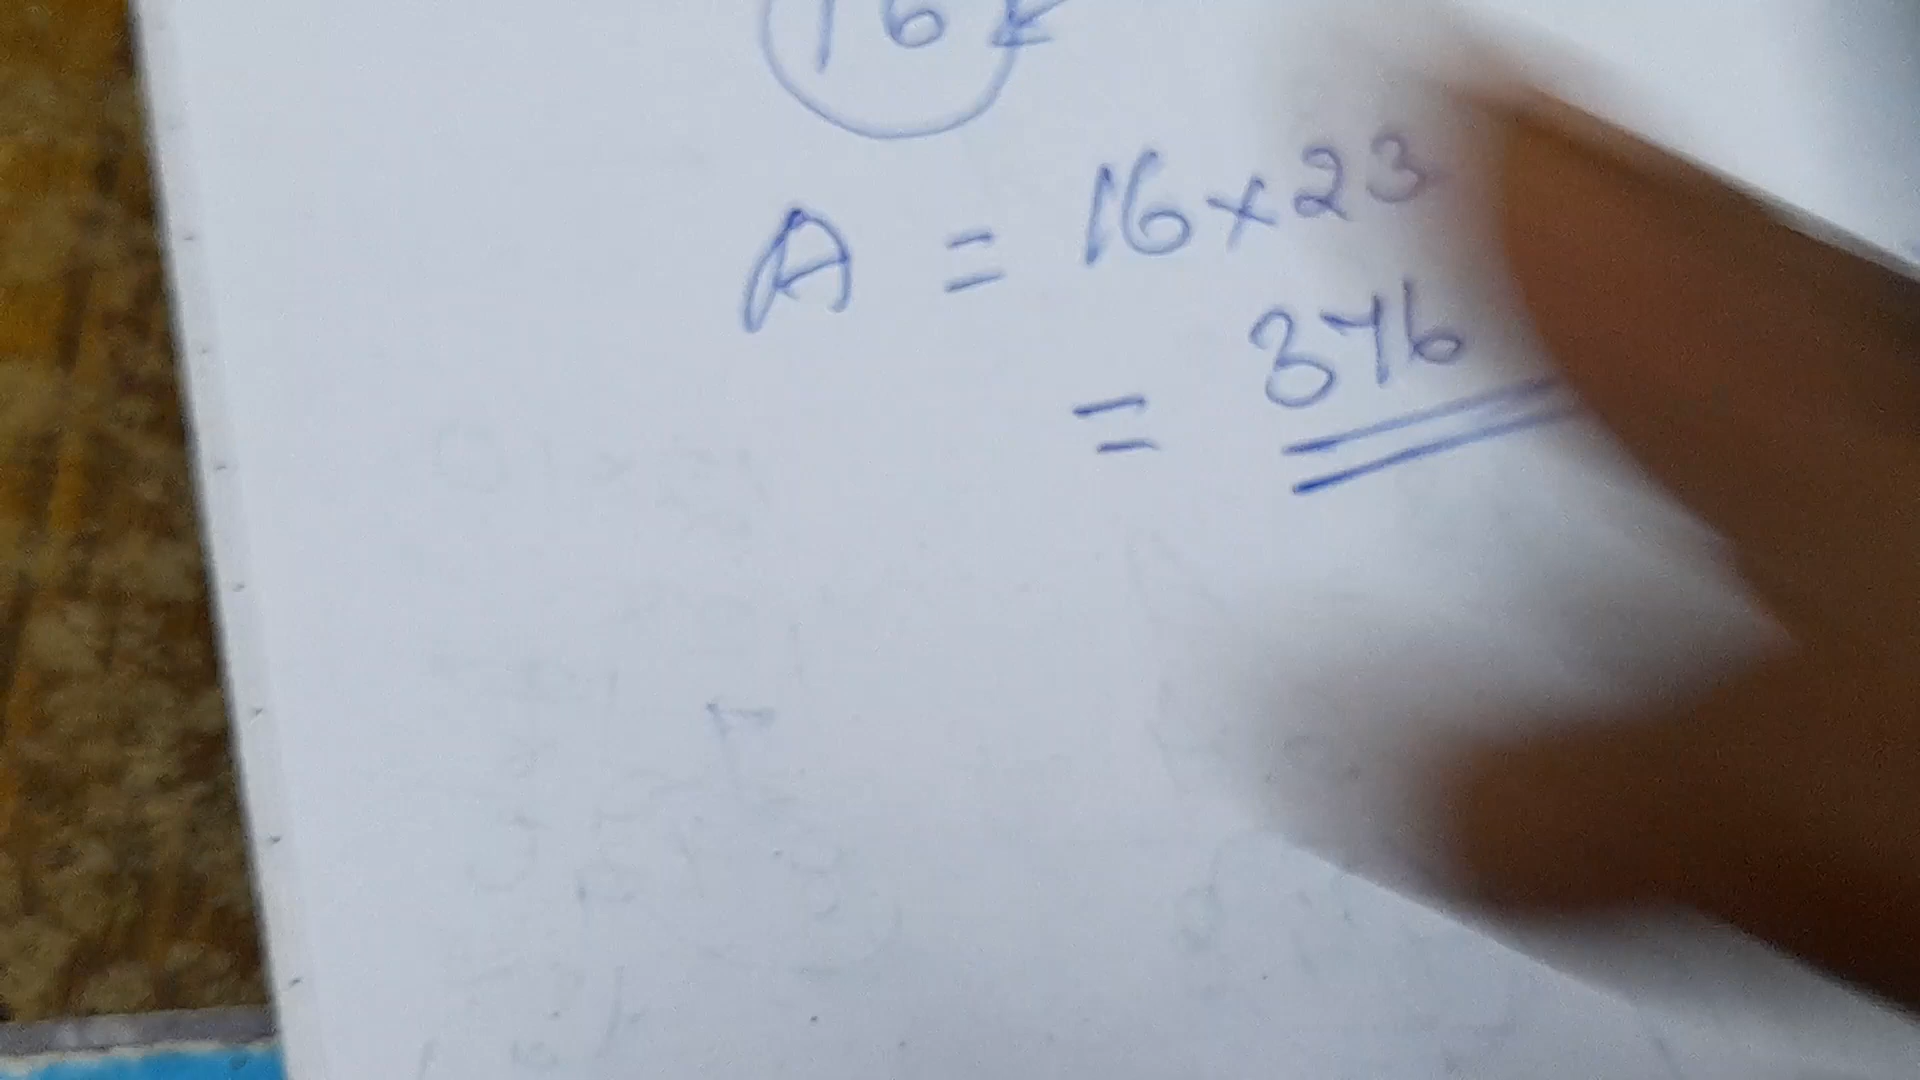 16
A = 16 × 23
= 376